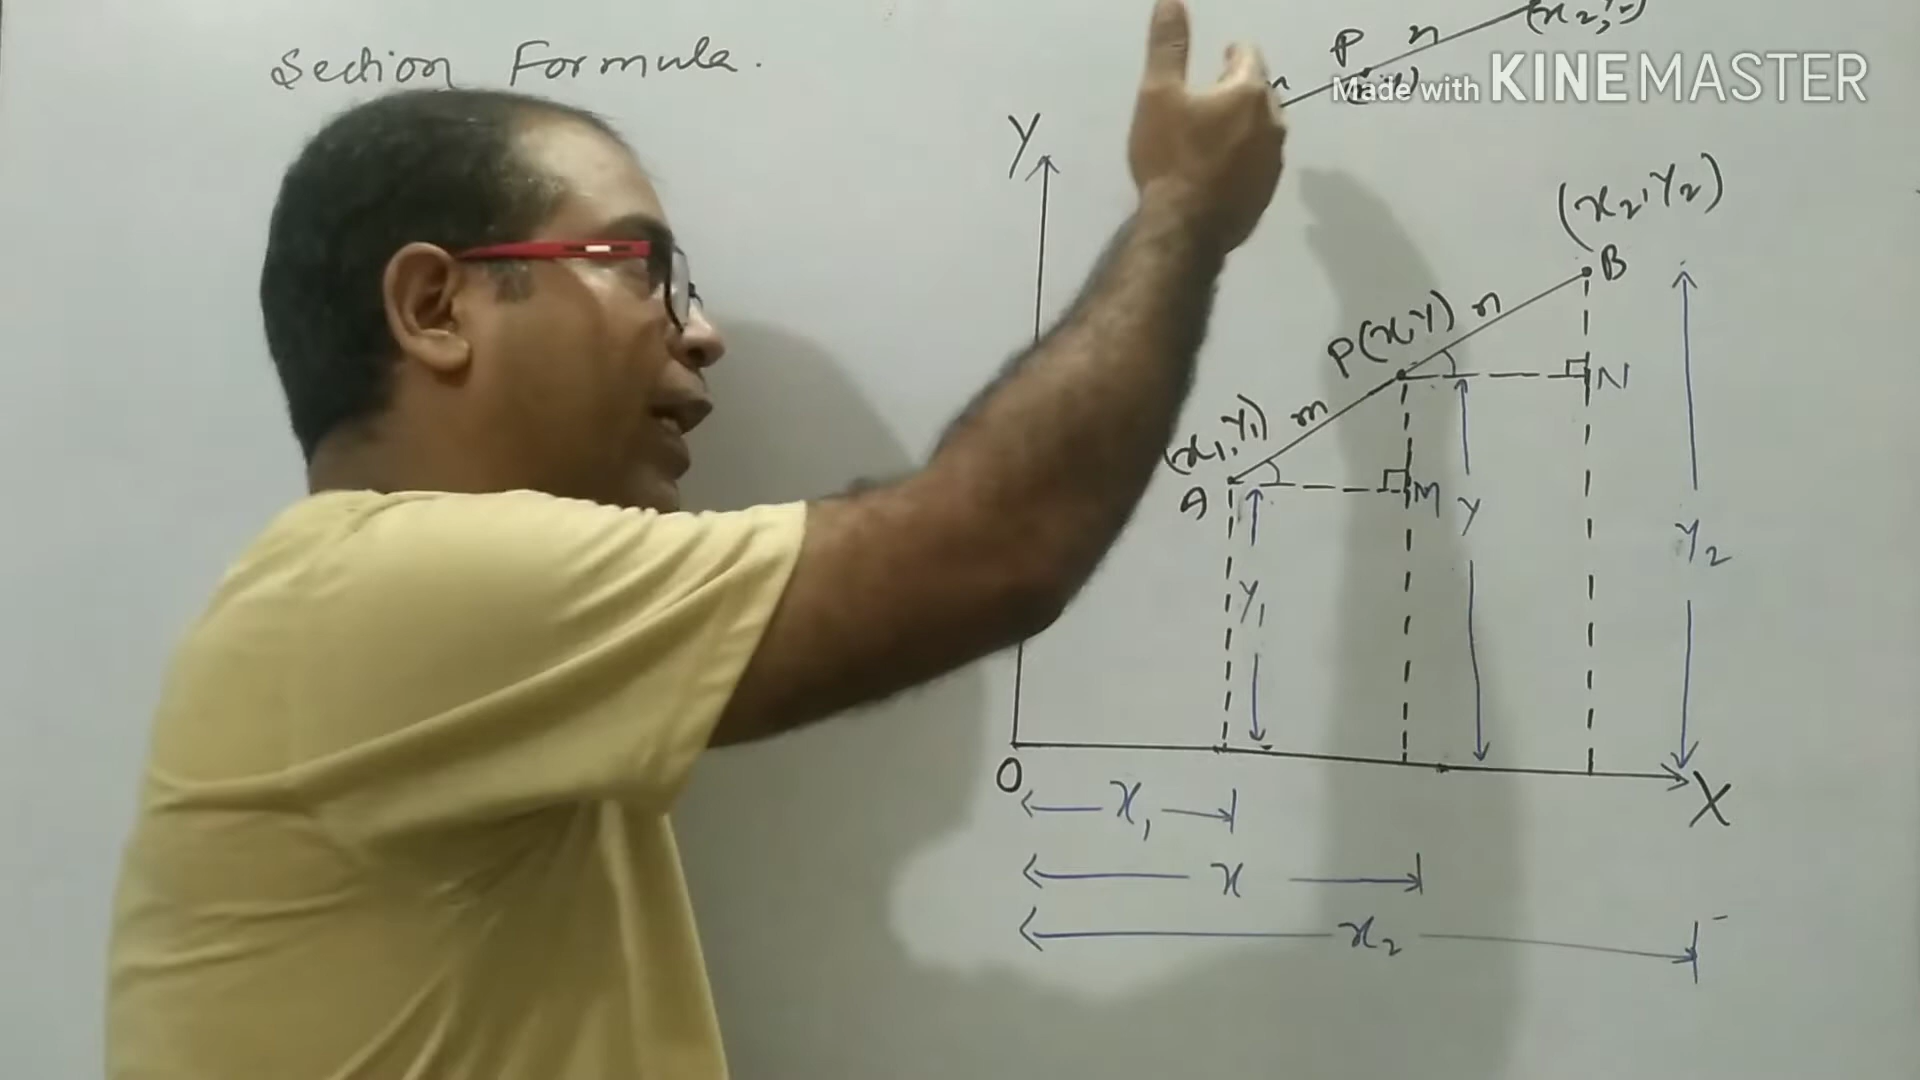 Section Formula.
P n
Made with KINEMASTER
Y
(x2, Y2)
B
P(x, Y) n
N
(x1, Y1) m
A
M
Y
Y1
Y2
O
X
x1
x
x2